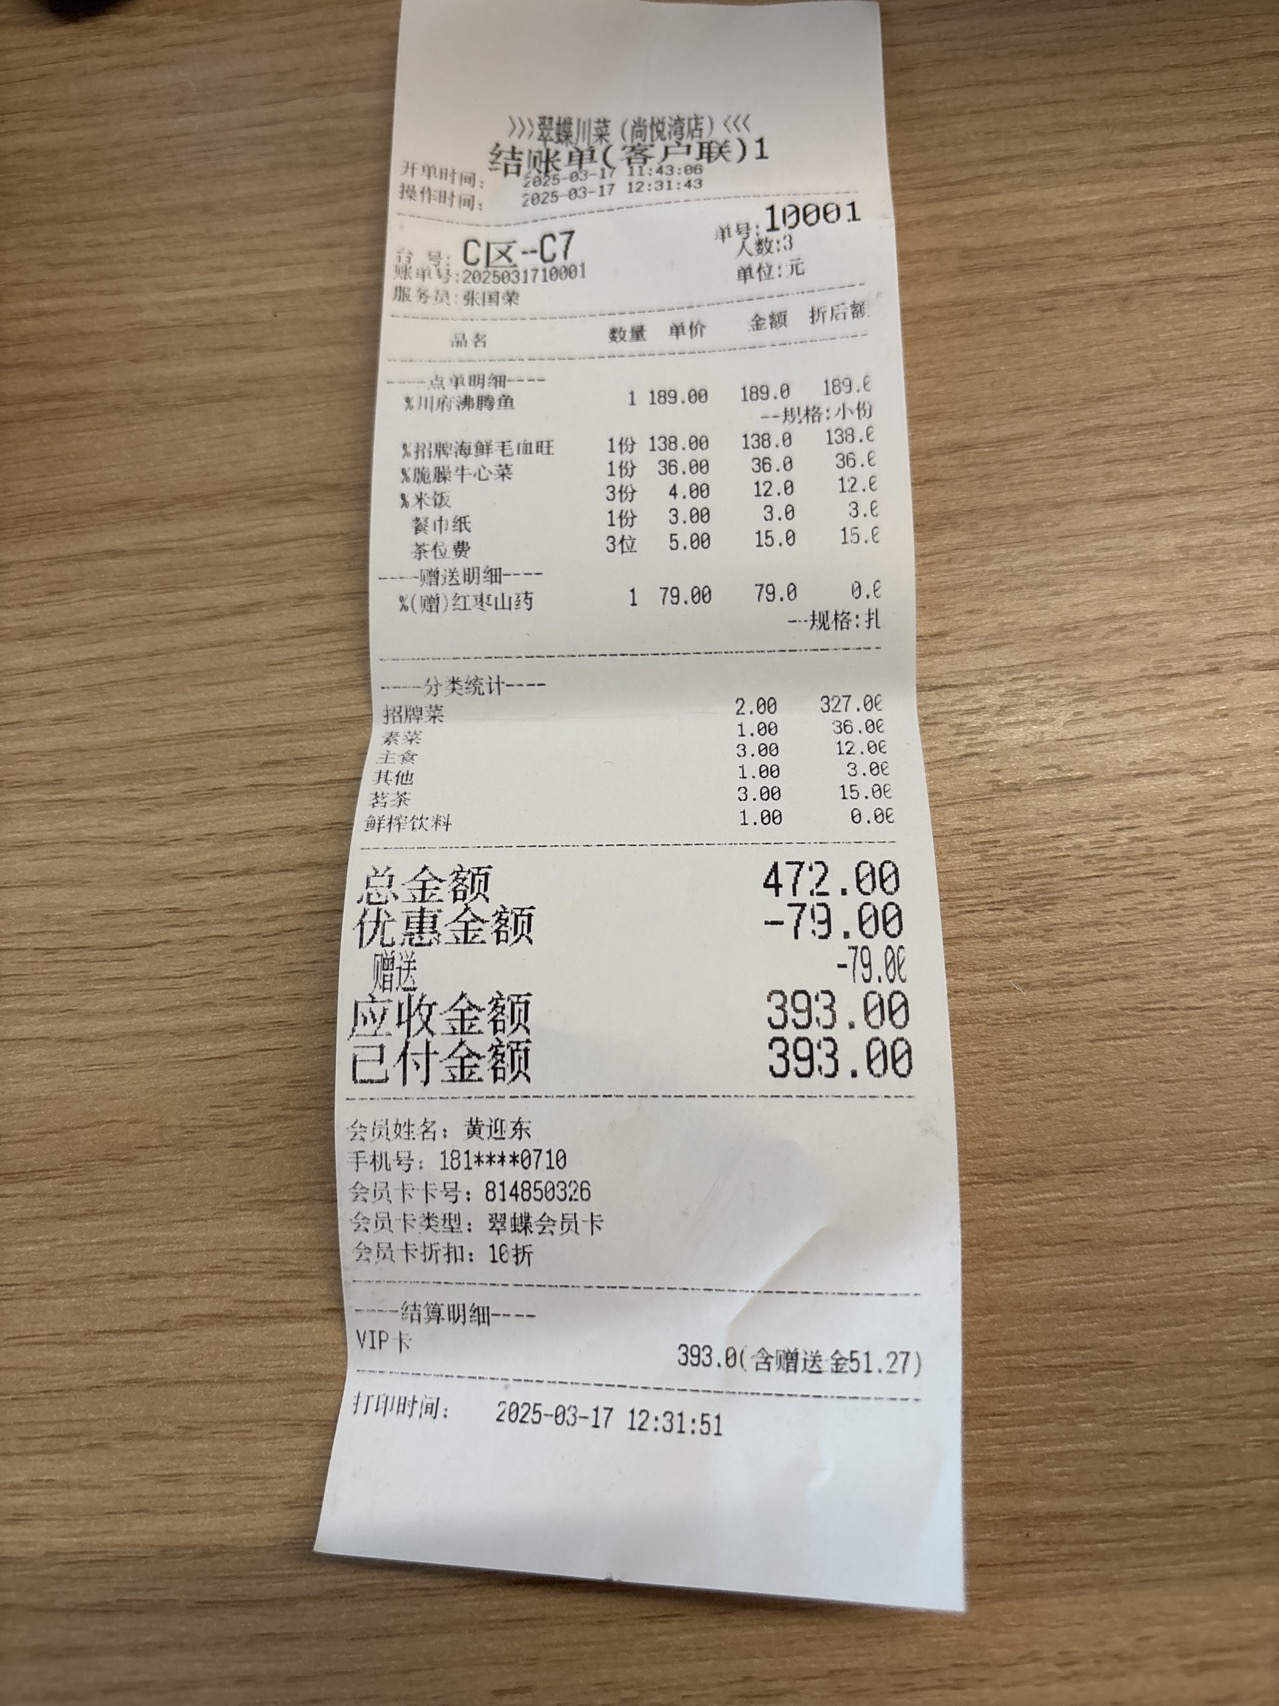 >>>翠蝶川菜（尚悦湾店）<<<
结账单(客户联)1
开单时间： 2025-03-17 11:43:06
操作时间： 2025-03-17 12:31:43
单号:10001
台 号: C区--C7 人数:3
账单号:2025031710001 单位:元
服务员:张国荣
品名 数量 单价 金额 折后额
----点单明细----
%川府沸腾鱼 1 189.00 189.0 189.0
--规格:小份
%招牌海鲜毛血旺 1份 138.00 138.0 138.0
%脆臊牛心菜 1份 36.00 36.0 36.0
%米饭 3份 4.00 12.0 12.0
餐巾纸 1份 3.00 3.0 3.0
茶位费 3位 5.00 15.0 15.0
----赠送明细----
%(赠)红枣山药 1 79.00 79.0 0.0
--规格:扎
----分类统计----
招牌菜 2.00 327.00
素菜 1.00 36.00
主食 3.00 12.00
其他 1.00 3.00
茗茶 3.00 15.00
鲜榨饮料 1.00 0.00
总金额 472.00
优惠金额 -79.00
赠送 -79.00
应收金额 393.00
已付金额 393.00
会员姓名：黄迎东
手机号：181****0710
会员卡卡号：814850326
会员卡类型：翠蝶会员卡
会员卡折扣：10折
----结算明细----
VIP卡 393.0(含赠送金51.27)
打印时间： 2025-03-17 12:31:51